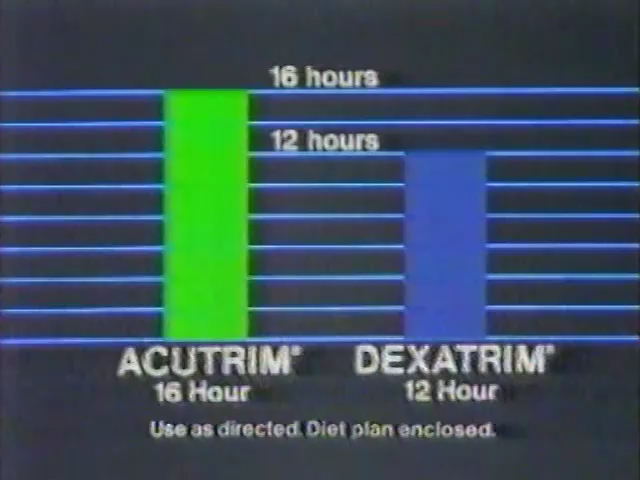 16 hours
12 hours
ACUTRIM®
DEXATRIM®
16 Hour
12 Hour
Use as directed. Diet plan enclosed.